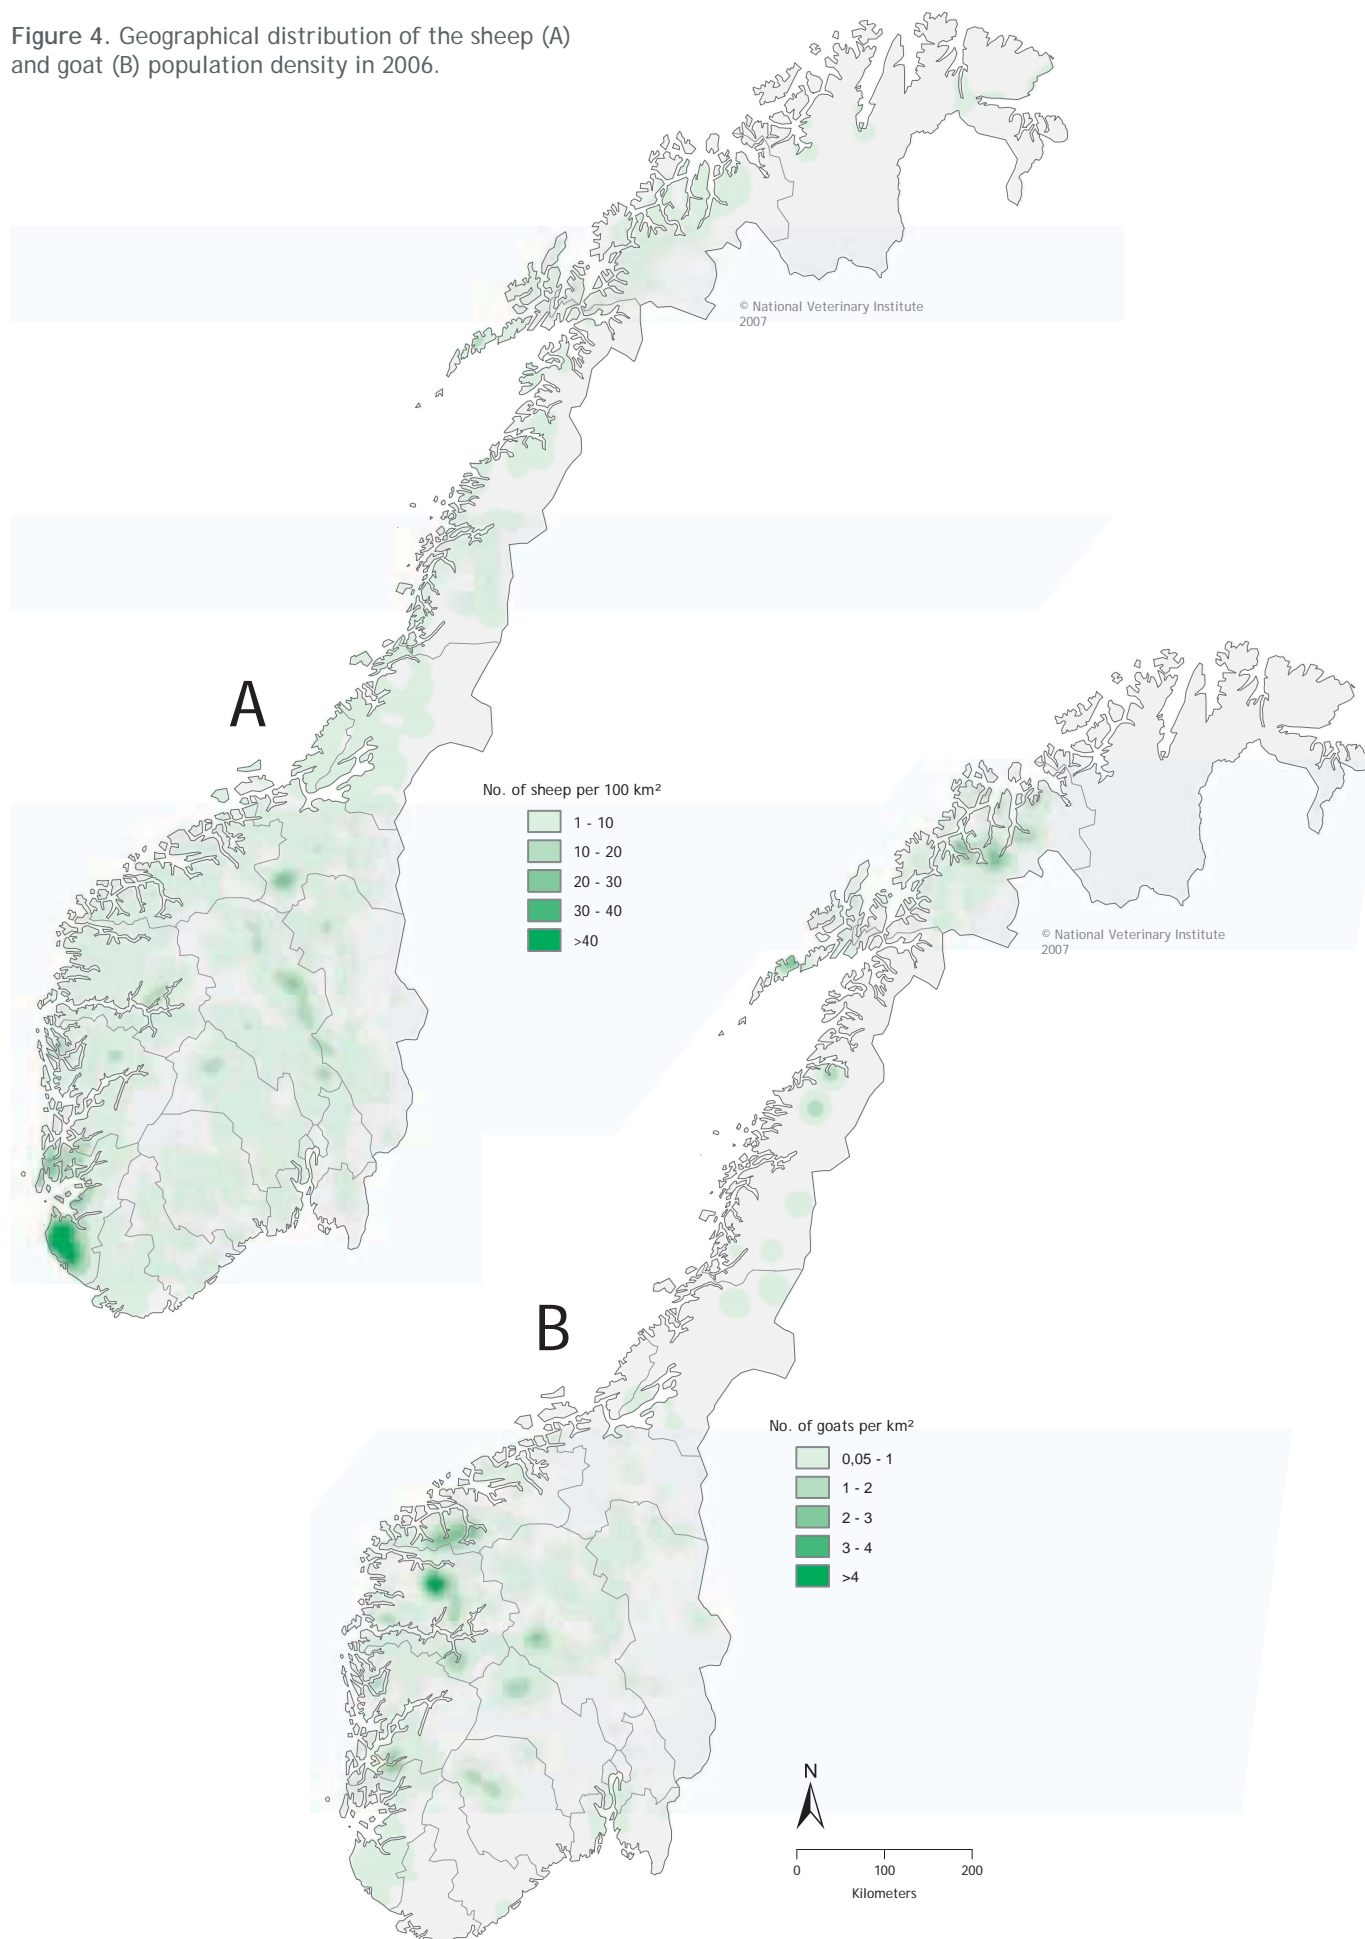 Figure 4. Geographical distribution of the sheep (A)
and goat (B) population density in 2006.
© National Veterinary Institute
2007
A
No. of sheep per 100 km²
1 - 10
10 - 20
20 - 30
30 - 40
>40
© National Veterinary Institute
2007
B
No. of goats per km²
0,05 - 1
1 - 2
2 - 3
3 - 4
>4
N
0 100 200
Kilometers